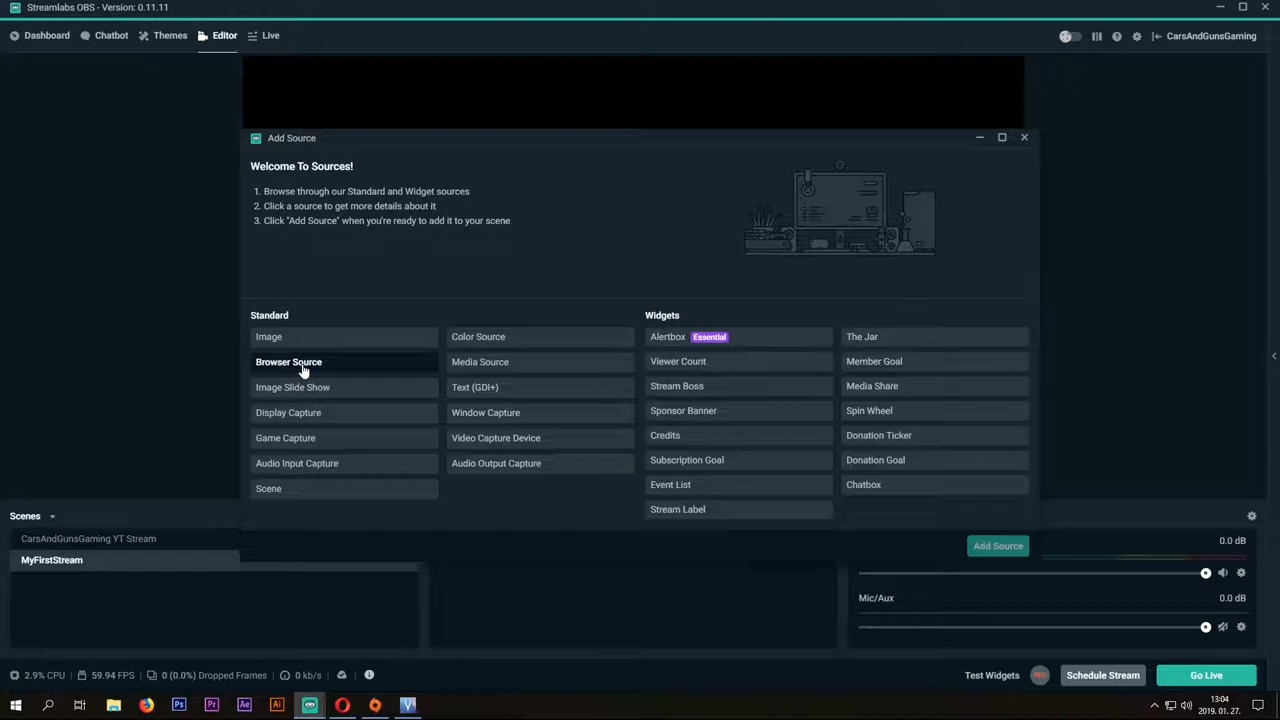 Streamlabs OBS - Version: 0.11.11
Dashboard Chatbot Themes Editor Live CarsAndGunsGaming
Add Source
Welcome To Sources!
1. Browse through our Standard and Widget sources
2. Click a source to get more details about it
3. Click "Add Source" when you're ready to add it to your scene
Standard
Widgets
Image
Color Source
Alertbox Essential
The Jar
Browser Source
Media Source
Viewer Count
Member Goal
Image Slide Show
Text (GDI+)
Stream Boss
Media Share
Display Capture
Window Capture
Sponsor Banner
Spin Wheel
Game Capture
Video Capture Device
Credits
Donation Ticker
Audio Input Capture
Audio Output Capture
Subscription Goal
Donation Goal
Scene
Event List
Chatbox
Stream Label
Scenes
CarsAndGunsGaming YT Stream
MyFirstStream
Add Source
0.0 dB
Mic/Aux 0.0 dB
2.9% CPU 59.94 FPS 0 (0.0%) Dropped Frames 0 kb/s
Test Widgets REC Schedule Stream Go Live
Ps Pr Ae Ai V
13:04
2019. 01. 27.